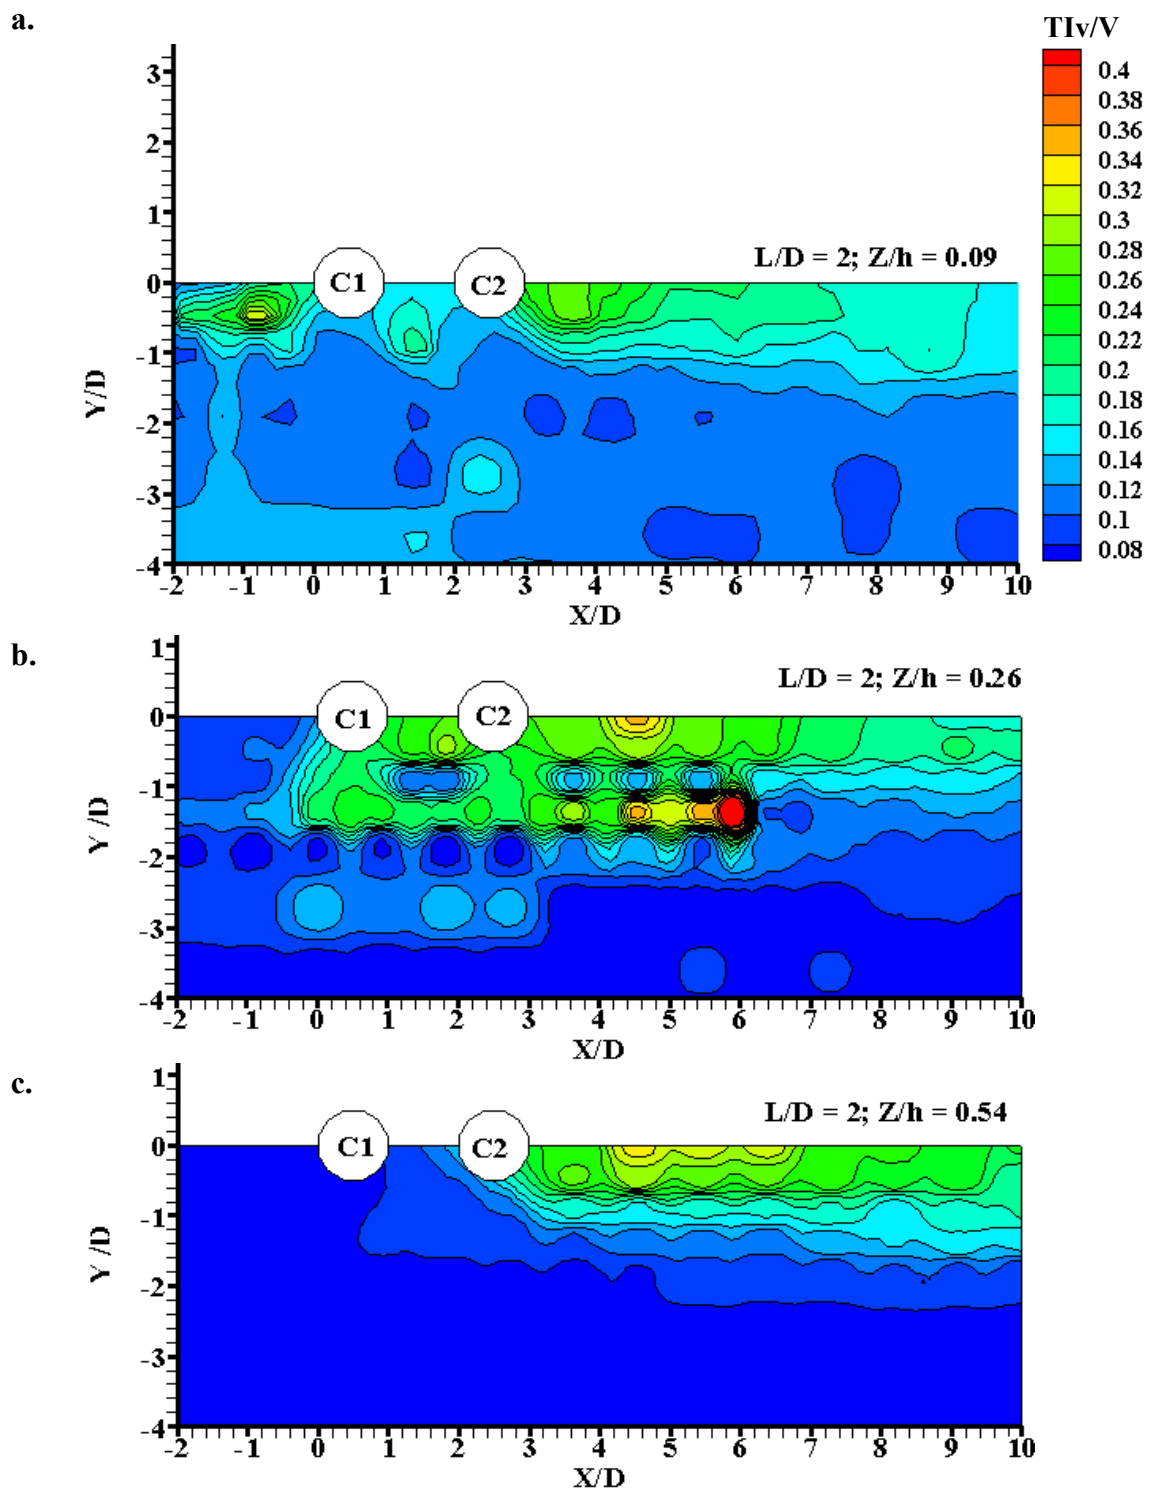 a.
TIv/V
0.4
0.38
0.36
0.34
0.32
0.3
0.28
0.26
0.24
0.22
0.2
0.18
0.16
0.14
0.12
0.1
0.08
3
2
1
0
-1
-2
-3
-4
Y/D
C1
C2
L/D = 2; Z/h = 0.09
-2 -1 0 1 2 3 4 5 6 7 8 9 10
X/D
b.
1
0
-1
-2
-3
-4
Y /D
C1
C2
L/D = 2; Z/h = 0.26
-2 -1 0 1 2 3 4 5 6 7 8 9 10
X/D
c.
1
0
-1
-2
-3
-4
Y /D
C1
C2
L/D = 2; Z/h = 0.54
-2 -1 0 1 2 3 4 5 6 7 8 9 10
X/D